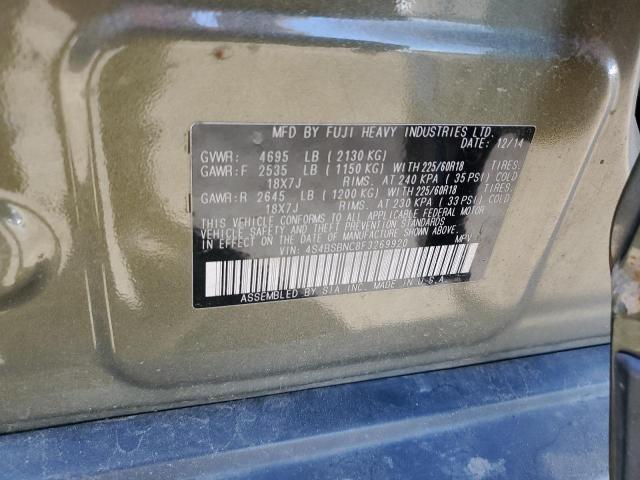 MFD BY FUJI HEAVY INDUSTRIES LTD.
DATE: 12/14
GVWR: 4695 LB (2130 KG)
GAWR:F 2535 LB (1150 KG) WITH 225/60R18 TIRES.
18X7J RIMS. AT 240 KPA (35 PSI) COLD
GAWR:R 2645 LB (1200 KG) WITH 225/60R18 TIRES.
18X7J RIMS. AT 230 KPA (33 PSI) COLD
THIS VEHICLE CONFORMS TO ALL APPLICABLE FEDERAL MOTOR
VEHICLE SAFETY AND BUMPER STANDARDS
IN EFFECT ON THE DATE OF MANUFACTURE SHOWN ABOVE.
VIN: 4S4BSBNC8F3269920 MPV
ASSEMBLED BY SIA INC. MADE IN U.S.A.